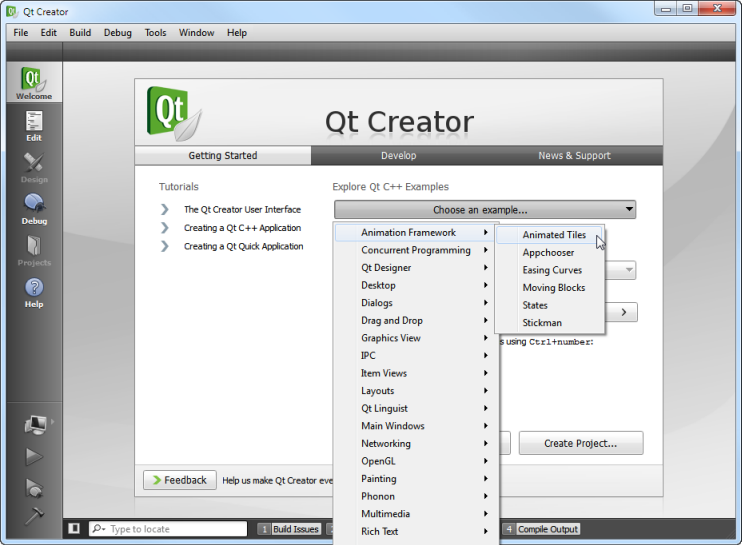 Qt Creator
File Edit Build Debug Tools Window Help
Qt
Welcome
Edit
Design
Debug
Projects
Help
Qt
Qt Creator
Getting Started Develop News & Support
Tutorials
The Qt Creator User Interface
Creating a Qt C++ Application
Creating a Qt Quick Application
Explore Qt C++ Examples
Choose an example...
Animation Framework
Concurrent Programming
Qt Designer
Desktop
Dialogs
Drag and Drop
Graphics View
IPC
Item Views
Layouts
Qt Linguist
Main Windows
Networking
OpenGL
Painting
Phonon
Multimedia
Rich Text
Animated Tiles
Appchooser
Easing Curves
Moving Blocks
States
Stickman
using Ctrl+number:
Create Project...
Feedback Help us make Qt Creator
Type to locate 1 Build Issues 4 Compile Output